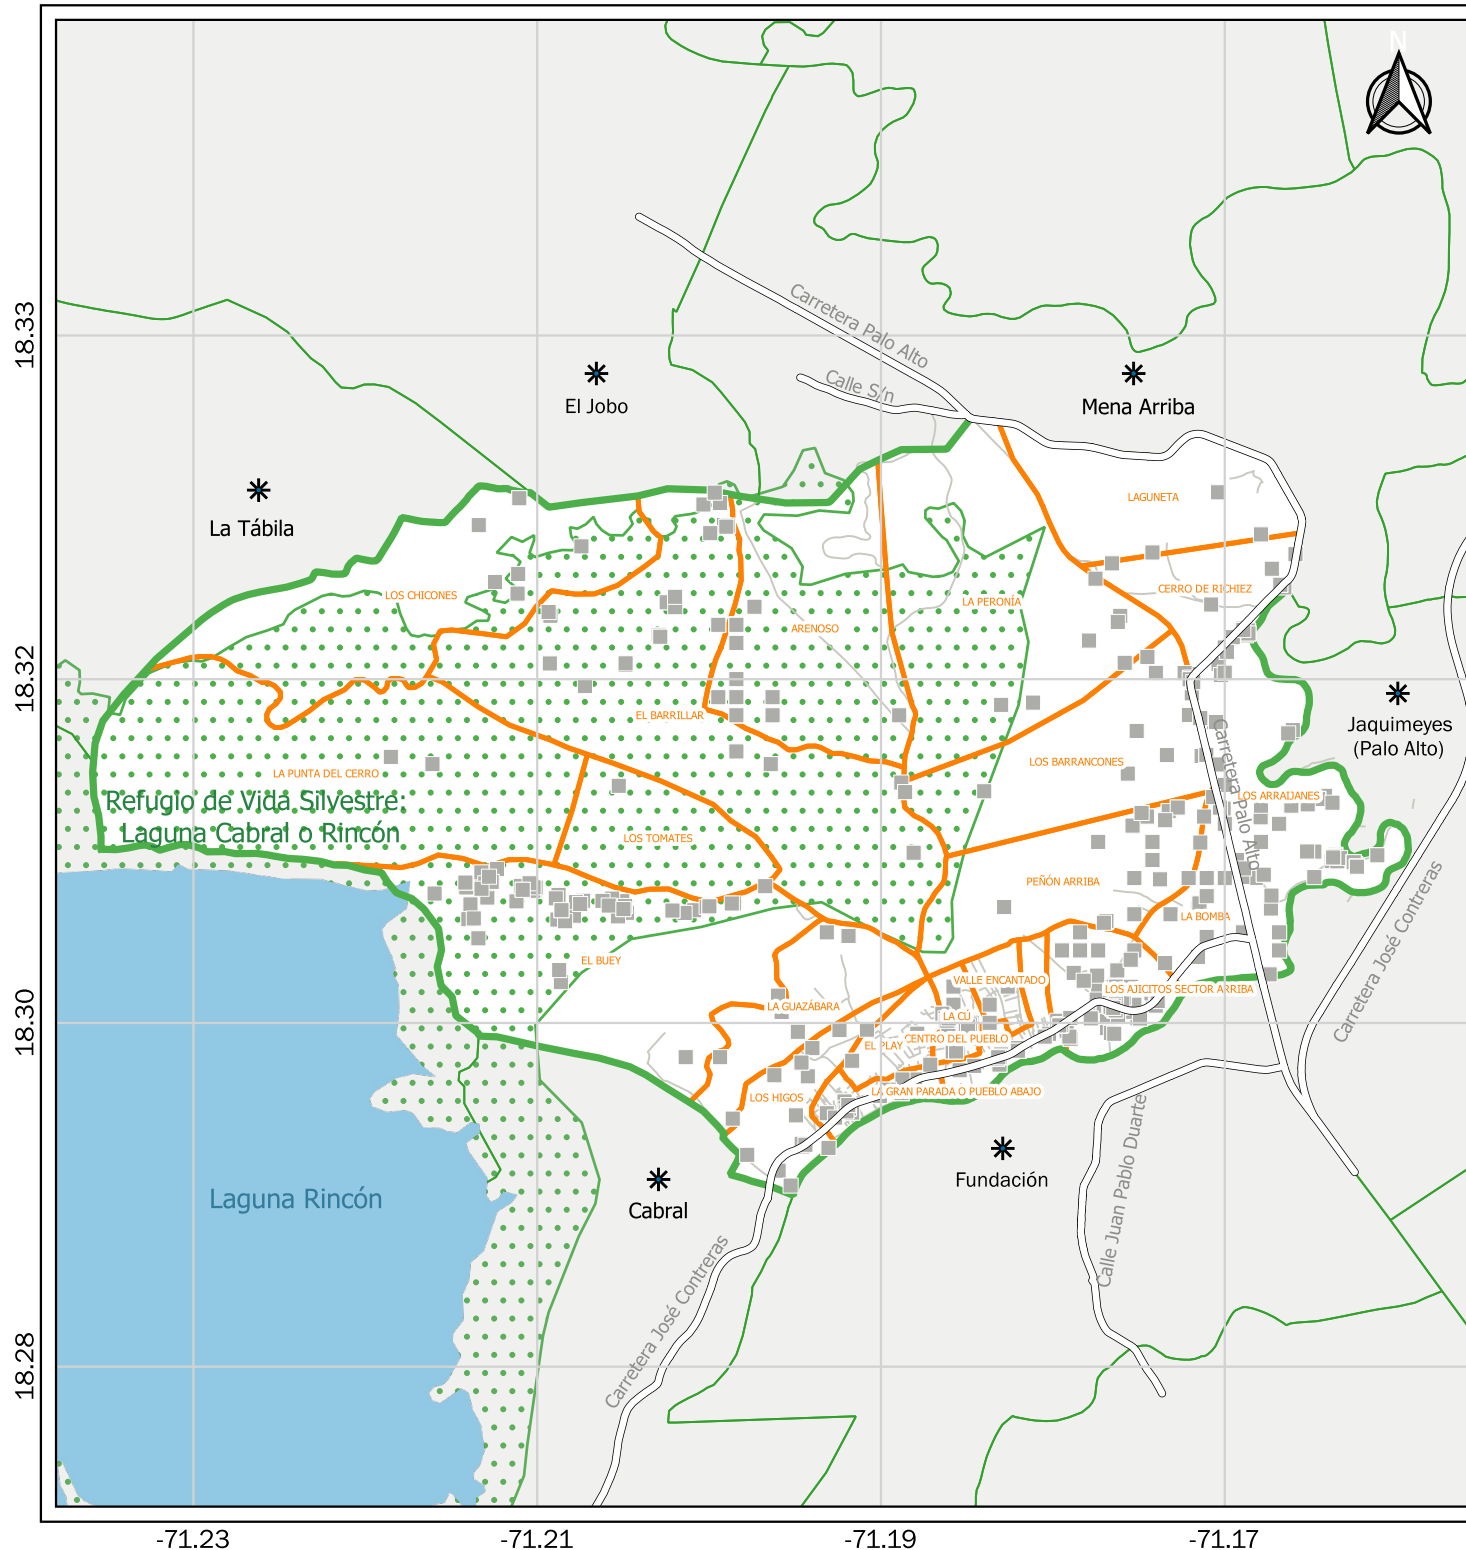 N
Carretera Palo Alto
18.33
Calle S/n
El Jobo
Mena Arriba
La Tábila
LAGUNETA
LOS CHICONES
CERRO DE RICHIEZ
LA PERONÍA
ARENOSO
18.32
EL BARRILLAR
Jaquimeyes
(Palo Alto)
LA PUNTA DEL CERRO
LOS BARRANCONES
Carretera Palo Alto
LOS ARRAIJANES
Refugio de Vida Silvestre:
Laguna Cabral o Rincón
LOS TOMATES
PEÑÓN ARRIBA
LA BOMBA
Carretera José Contreras
EL BUEY
VALLE ENCANTADO
LOS AJICITOS SECTOR ARRIBA
LA GUAZÁBARA
LA CÚ
18.30
EL PLAY
CENTRO DEL PUEBLO
LOS HIGOS
LA GRAN PARADA O PUEBLO ABAJO
Calle Juan Pablo Duarte
Fundación
Laguna Rincón
Cabral
Carretera José Contreras
18.28
-71.23
-71.21
-71.19
-71.17